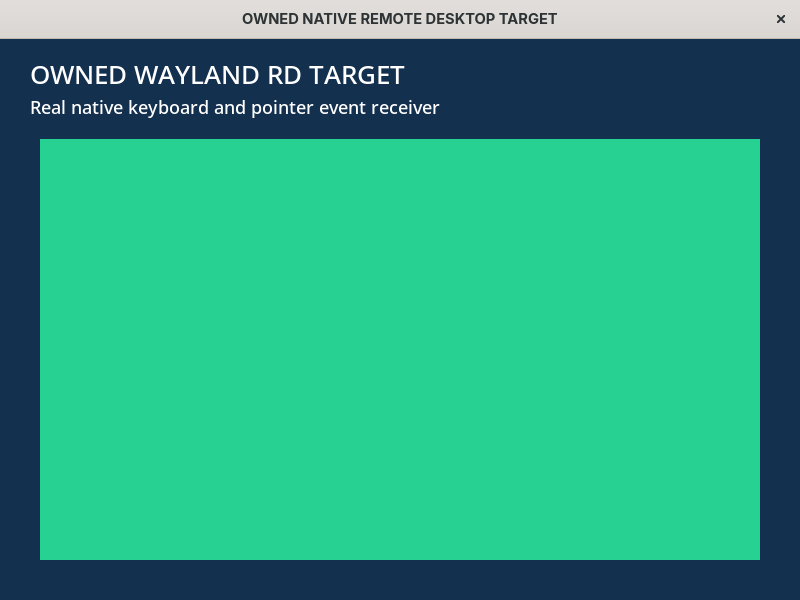 OWNED NATIVE REMOTE DESKTOP TARGET
OWNED WAYLAND RD TARGET
Real native keyboard and pointer event receiver